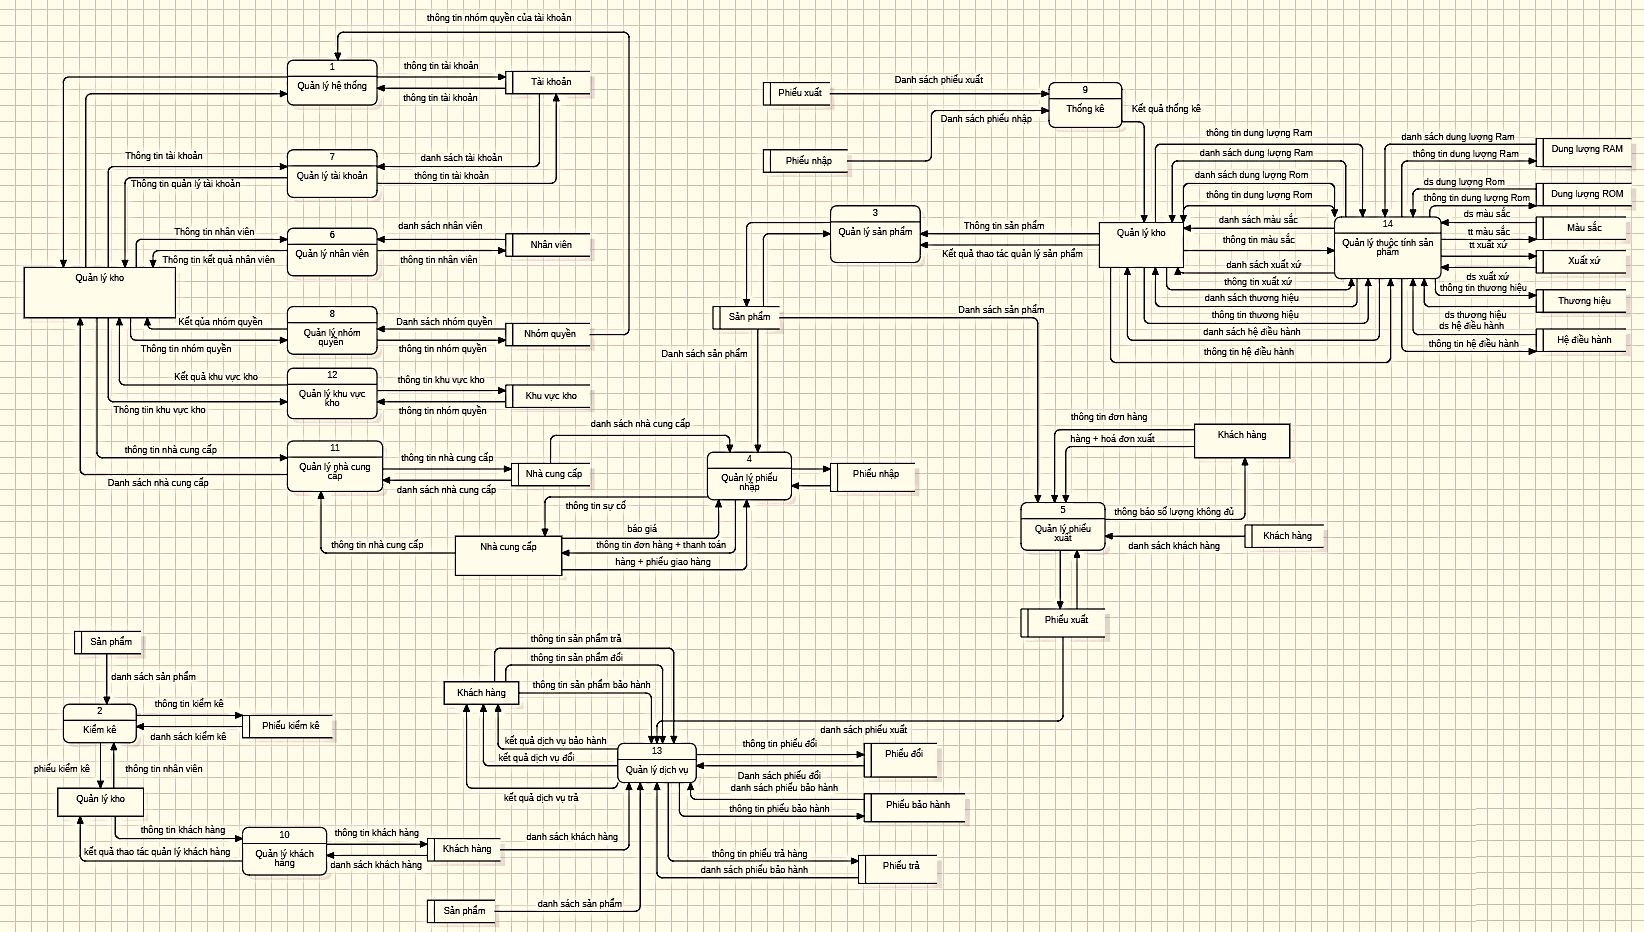 thông tin nhóm quyền của tài khoản
1
Quản lý hệ thống
thông tin tài khoản
thông tin tài khoản
Tài khoản
7
Quản lý tài khoản
Thông tin tài khoản
Thông tin quản lý tài khoản
danh sách tài khoản
thông tin tài khoản
6
Quản lý nhân viên
Thông tin nhân viên
Thông tin kết quả nhân viên
danh sách nhân viên
thông tin nhân viên
Nhân viên
Quản lý kho
8
Quản lý nhóm
quyền
Kết qủa nhóm quyền
Thông tin nhóm quyền
Danh sách nhóm quyền
thông tin nhóm quyền
Nhóm quyền
12
Quản lý khu vực
kho
Kết quả khu vực kho
Thông tiin khu vực kho
thông tin khu vực kho
thông tin nhóm quyền
Khu vực kho
11
Quản lý nhà cung
cấp
thông tin nhà cung cấp
Danh sách nhà cung cấp
thông tin nhà cung cấp
danh sách nhà cung cấp
Nhà cung cấp
danh sách nhà cung cấp
4
Quản lý phiếu
nhập
Phiếu nhập
thông tin sự cố
báo giá
thông tin đơn hàng + thanh toán
hàng + phiếu giao hàng
Nhà cung cấp
thông tin nhà cung cấp
Phiếu xuất
Danh sách phiếu xuất
Phiếu nhập
Danh sách phiếu nhập
9
Thống kê
Kết quả thống kê
3
Quản lý sản phẩm
Thông tin sản phẩm
Kết quả thao tác quản lý sản phẩm
Sản phẩm
Danh sách sản phẩm
Danh sách sản phẩm
Quản lý kho
thông tin dung lượng Ram
danh sách dung lượng Ram
danh sách dung lượng Rom
thông tin dung lượng Rom
danh sách màu sắc
thông tin màu sắc
danh sách xuất xứ
thông tin xuất xứ
danh sách thương hiệu
thông tin thương hiệu
danh sách hệ điều hành
thông tin hệ điều hành
14
Quản lý thuộc tính sản
phẩm
danh sách dung lượng Ram
thông tin dung lượng Ram
ds dung lượng Rom
thông tin dung lượng Rom
ds màu sắc
tt màu sắc
tt xuất xứ
ds xuất xứ
thông tin thương hiệu
ds thương hiệu
ds hệ điều hành
thông tin hệ điều hành
Dung lượng RAM
Dung lượng ROM
Màu sắc
Xuất xứ
Thương hiệu
Hệ điều hành
thông tin đơn hàng
hàng + hoá đơn xuất
Khách hàng
5
Quản lý phiếu
xuất
thông báo số lượng không đủ
danh sách khách hàng
Khách hàng
Phiếu xuất
danh sách phiếu xuất
Sản phẩm
danh sách sản phẩm
2
Kiểm kê
thông tin kiểm kê
danh sách kiểm kê
Phiếu kiểm kê
phiếu kiểm kê
thông tin nhân viên
Quản lý kho
thông tin khách hàng
kết quả thao tác quản lý khách hàng
10
Quản lý khách
hàng
thông tin khách hàng
danh sách khách hàng
Khách hàng
danh sách khách hàng
Sản phẩm
danh sách sản phẩm
thông tin sản phẩm trả
thông tin sản phẩm đổi
thông tin sản phẩm bảo hành
Khách hàng
kết quả dịch vụ bảo hành
kết quả dịch vụ đổi
kết quả dịch vụ trả
13
Quản lý dịch vụ
thông tin phiếu đổi
Danh sách phiếu đổi
Phiếu đổi
danh sách phiếu bảo hành
thông tin phiếu bảo hành
Phiếu bảo hành
thông tin phiếu trả hàng
danh sách phiếu bảo hành
Phiếu trả